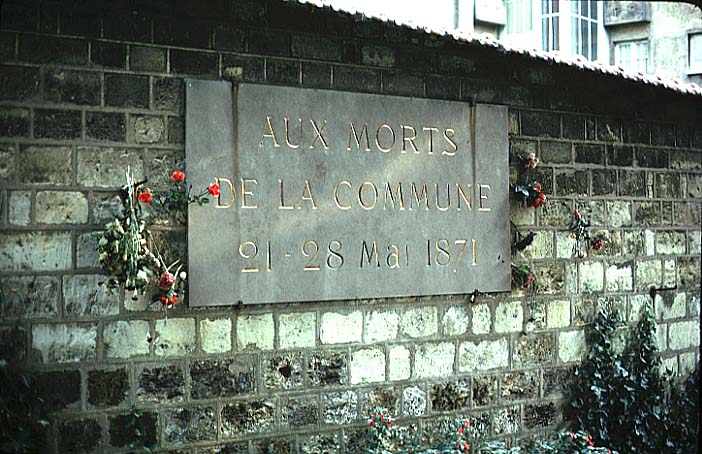 AUX MORTS
DE LA COMMUNE
21-28 Mai 1871